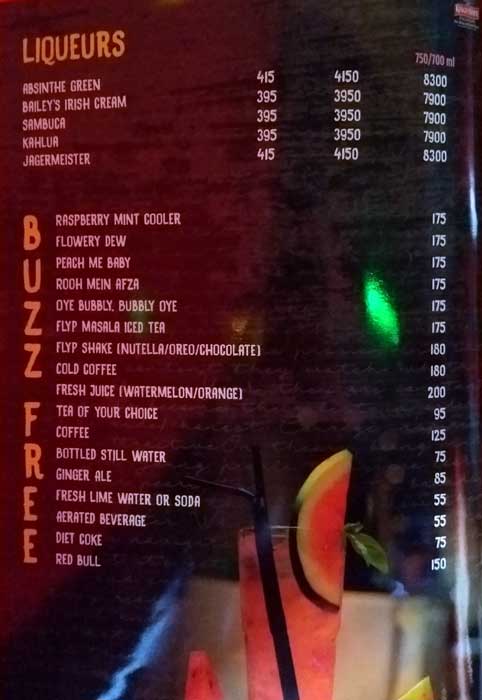 LIQUEURS
750/700 ml
ABSINTHE GREEN 415 4150 8300
BAILEY'S IRISH CREAM 395 3950 7900
SAMBUCA 395 3950 7900
KAHLUA 395 3950 7900
JAGERMEISTER 415 4150 8300
BUZZ FREE
RASPBERRY MINT COOLER 175
FLOWERY DEW 175
PEACH ME BABY 175
ROOH MEIN AFZA 175
OYE BUBBLY, BUBBLY OYE 175
FLYP MASALA ICED TEA 175
FLYP SHAKE (NUTELLA/OREO/CHOCOLATE) 180
COLD COFFEE 180
FRESH JUICE (WATERMELON/ORANGE) 200
TEA OF YOUR CHOICE 95
COFFEE 125
BOTTLED STILL WATER 75
GINGER ALE 85
FRESH LIME WATER OR SODA 55
AERATED BEVERAGE 55
DIET COKE 75
RED BULL 150